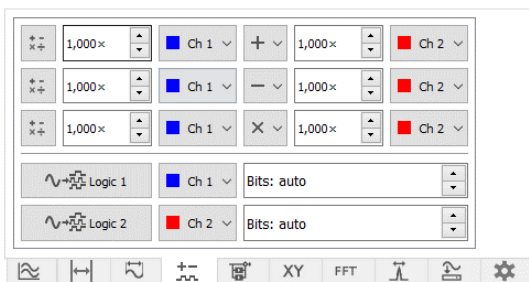 1,000× Ch 1 + 1,000× Ch 2
1,000× Ch 1 − 1,000× Ch 2
1,000× Ch 1 × 1,000× Ch 2
Logic 1 Ch 1 Bits: auto
Logic 2 Ch 2 Bits: auto
XY FFT